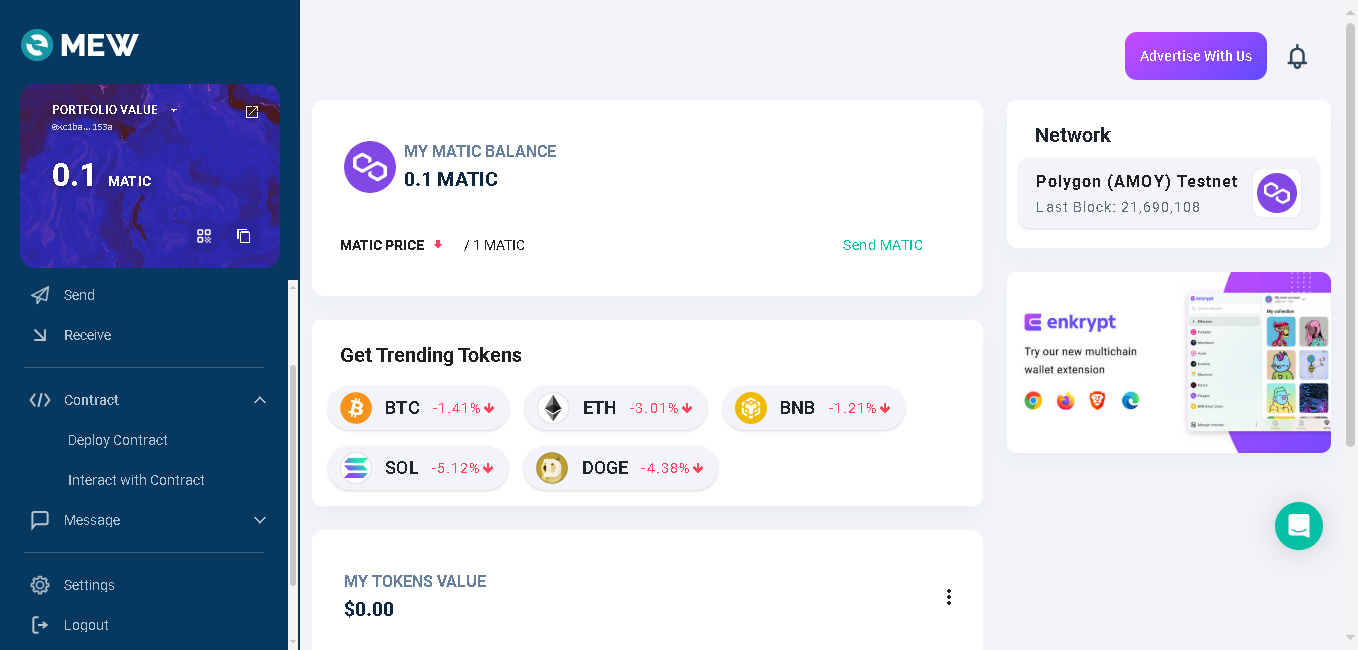 MEW
PORTFOLIO VALUE
0xc1ba...153a
0.1 MATIC
Send
Receive
Contract
Deploy Contract
Interact with Contract
Message
Settings
Logout
Advertise With Us
MY MATIC BALANCE
0.1 MATIC
MATIC PRICE / 1 MATIC
Send MATIC
Get Trending Tokens
BTC -1.41%
ETH -3.01%
BNB -1.21%
SOL -5.12%
DOGE -4.38%
MY TOKENS VALUE
$0.00
Network
Polygon (AMOY) Testnet
Last Block: 21,690,108
enkrypt
Try our new multichain
wallet extension
My collection